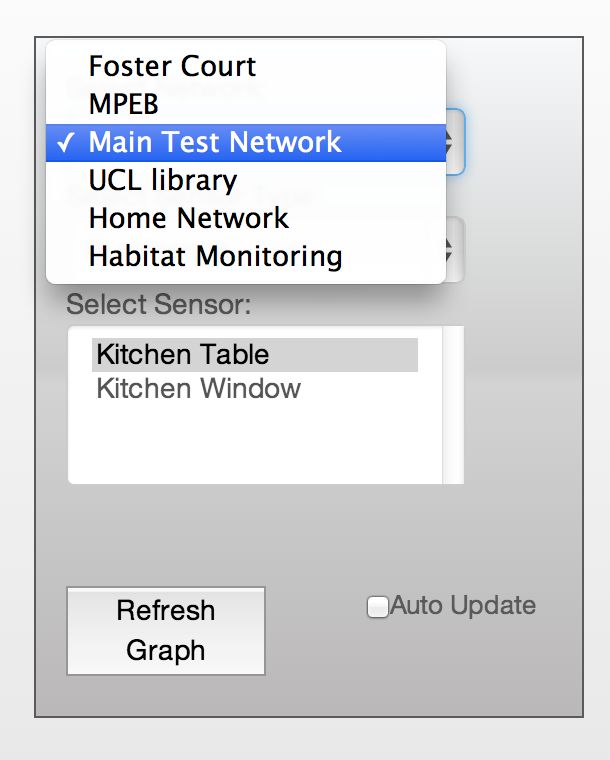 Foster Court
MPEB
✓ Main Test Network
UCL library
Home Network
Habitat Monitoring
Select Sensor:
Kitchen Table
Kitchen Window
Refresh
Graph
Auto Update